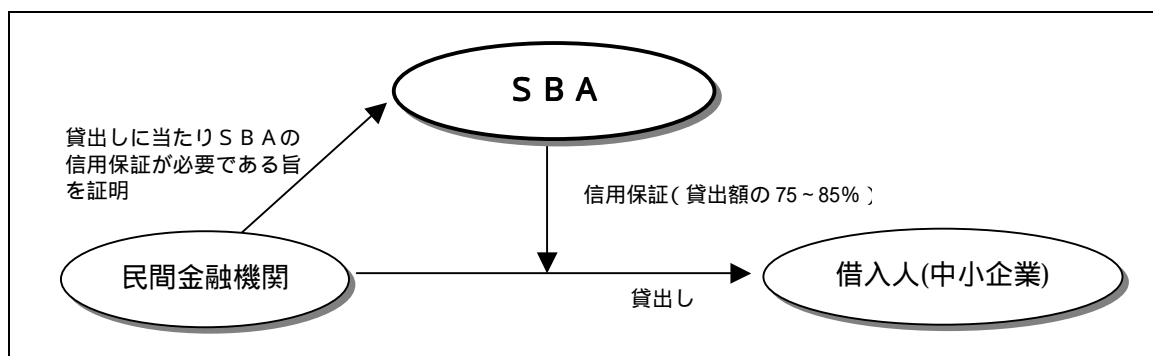 ＳＢＡ
貸出しに当たりＳＢＡの
信用保証が必要である旨
を証明
信用保証(貸出額の75~85％)
民間金融機関
借入人(中小企業)
貸出し